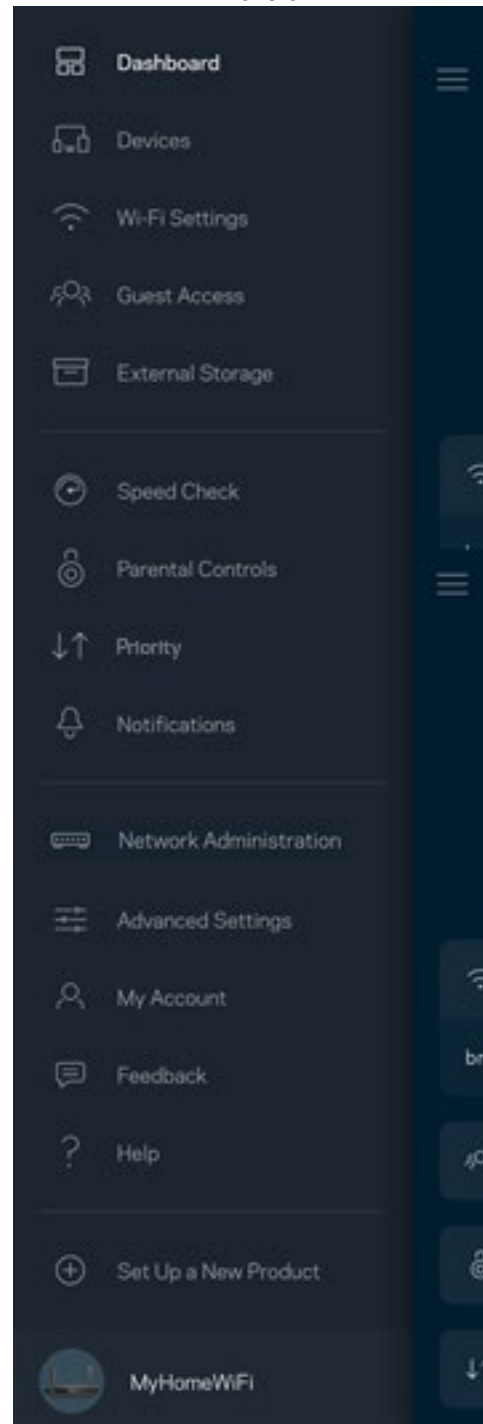 Dashboard
Devices
Wi-Fi Settings
Guest Access
External Storage
Speed Check
Parental Controls
Priority
Notifications
Network Administration
Advanced Settings
My Account
Feedback
br
Help
Set Up a New Product
MyHomeWiFi